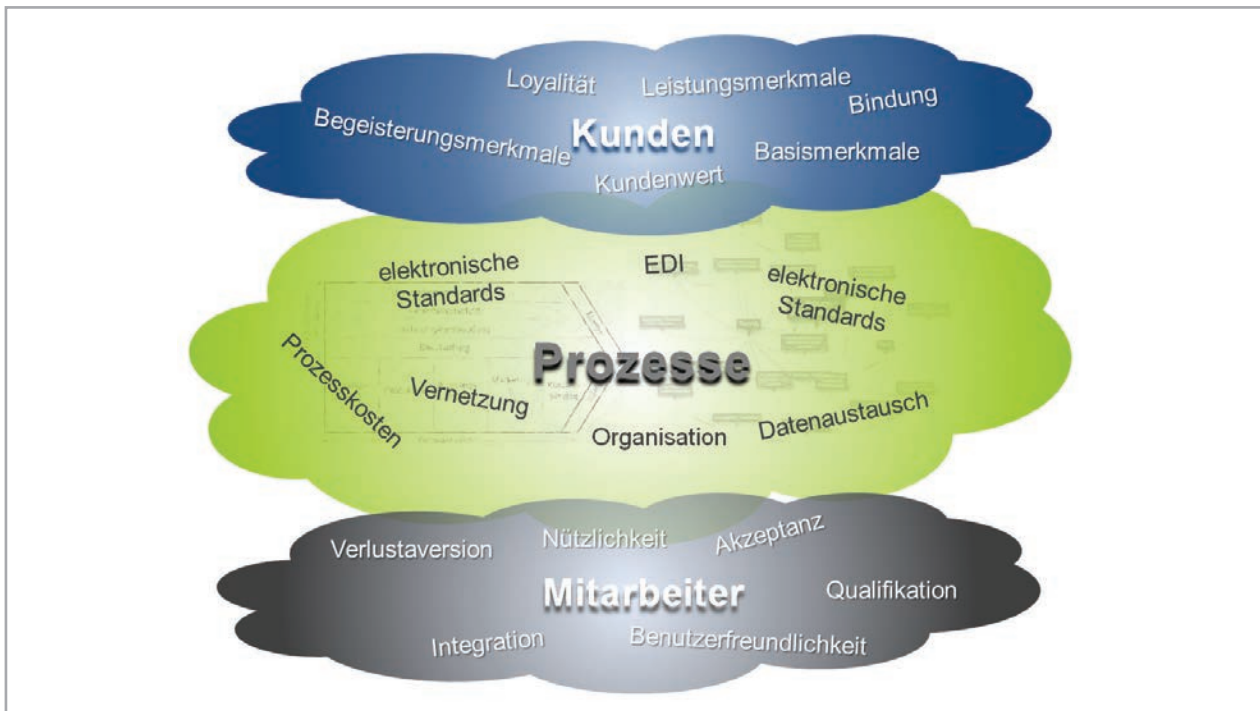 Loyalität
Leistungsmerkmale
Bindung
Begeisterungsmerkmale
Kunden
Basismerkmale
Kundenwert
elektronische
Standards
EDI
elektronische
Standards
Prozesskosten
Prozesse
Vernetzung
Organisation
Datenaustausch
Verlustaversion
Nützlichkeit
Akzeptanz
Mitarbeiter
Qualifikation
Integration
Benutzerfreundlichkeit